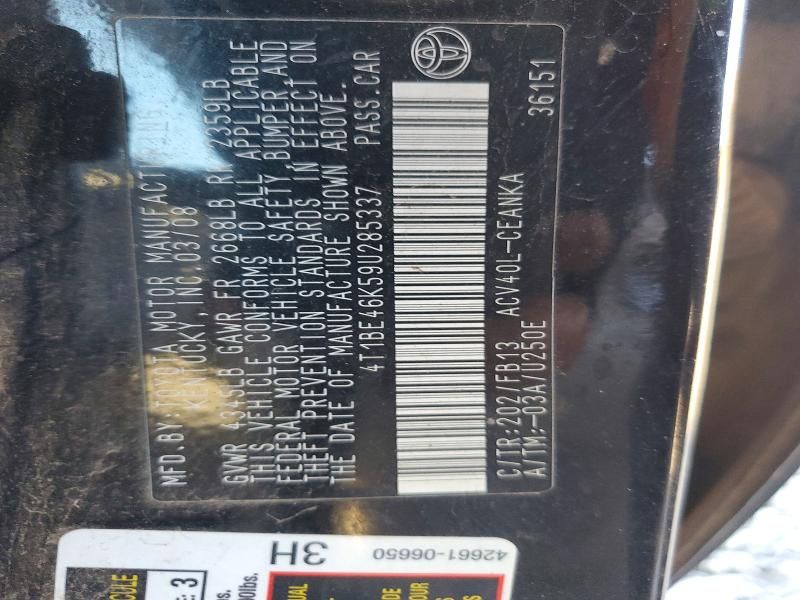 MFD. BY: TOYOTA MOTOR MANUFACTURING,
KENTUCKY, INC. 03/08
GVWR 4345LB GAWR FR 2668LB RR 2359LB
THIS VEHICLE CONFORMS TO ALL APPLICABLE
FEDERAL MOTOR VEHICLE SAFETY BUMPER, AND
THEFT PREVENTION STANDARDS IN EFFECT ON
THE DATE OF MANUFACTURE SHOWN ABOVE.
4T1BE46K59U285337 PASS. CAR
C/TR:202/FB13 ACV40L-CEANKA 36151
A/TM:-03A/U250E
3H
42661-06650
3